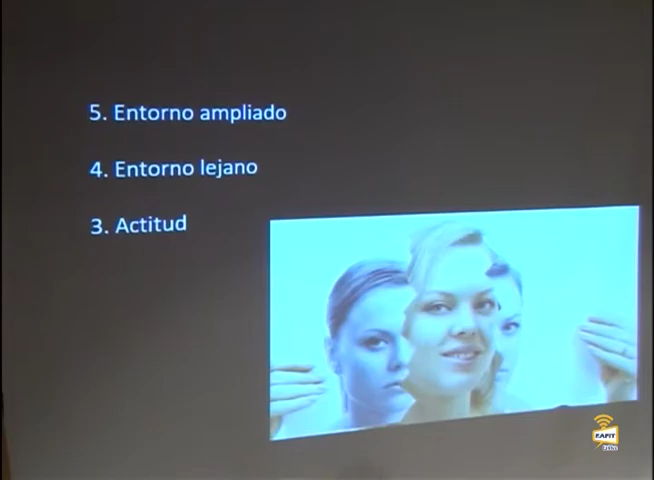 5. Entorno ampliado
4. Entorno lejano
3. Actitud
EAFIT